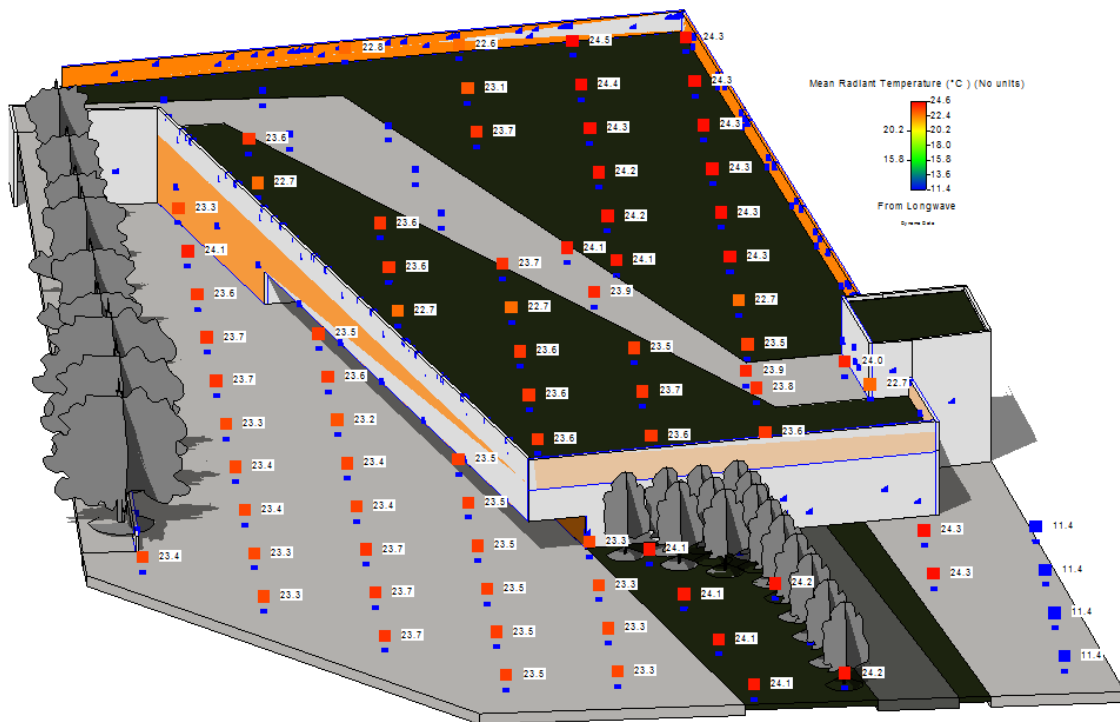 Mean Radiant Temperature (°C ) (No units)
24.6
22.4
20.2 22.4
20.2
18.0
15.8 15.8
13.6
11.4
From Longwave
Dynamic Data
22.8 22.6 24.5 24.3
23.1 24.4 24.3
23.6 23.7 24.3 24.3
22.7 24.2 24.3
23.3 23.6 24.2 24.3
24.1 23.6 23.7 24.1 24.1 24.3
23.6 22.7 22.7 23.9 22.7
23.7 23.5 23.6 23.5 23.5
23.7 23.6 23.6 23.7 23.9 23.8 24.0 22.7
23.3 23.2 23.6 23.6 23.6
23.4 23.4 23.5
23.4 23.4 23.5
23.4 23.3 23.7 23.5 23.3 24.1 24.3 11.4
23.3 23.7 23.5 23.3 24.1 24.2 24.3 11.4
23.7 23.5 23.3 24.1 11.4
23.5 23.3 24.1 24.2 11.4